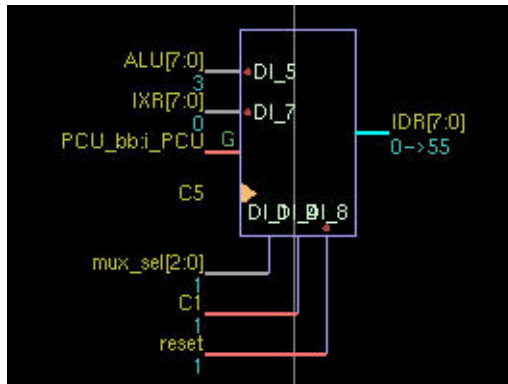 ALU[7:0]
3
DI_5
IXR[7:0]
0
DI_7
IDR[7:0]
0->55
PCU_bb:i_PCU G
C5
DI_8
mux_sel[2:0]
1
C1
1
reset
1